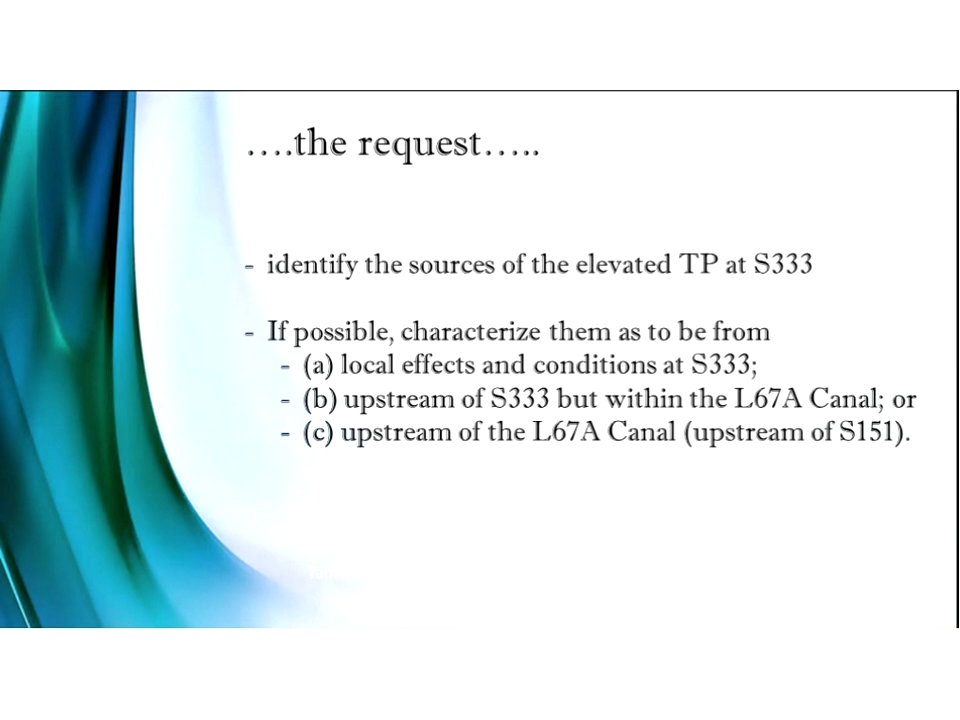 ….the request…..
- identify the sources of the elevated TP at S333
- If possible, characterize them as to be from
- (a) local effects and conditions at S333;
- (b) upstream of S333 but within the L67A Canal; or
- (c) upstream of the L67A Canal (upstream of S151).